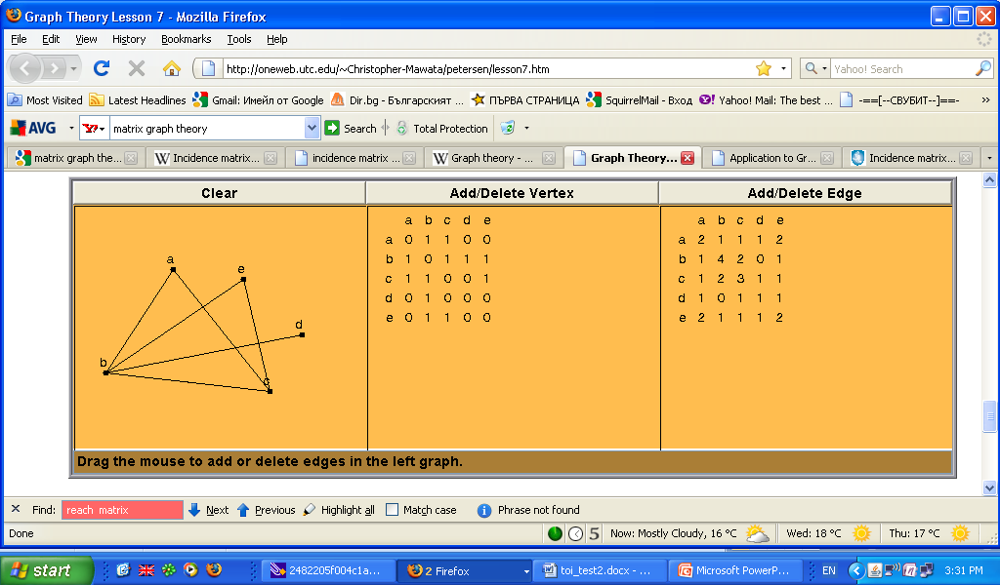 Graph Theory Lesson 7 - Mozilla Firefox
File Edit View History Bookmarks Tools Help
http://oneweb.utc.edu/~Christopher-Mawata/petersen/lesson7.htm Yahoo! Search
Most Visited Latest Headlines Gmail: Имейл от Google Dir.bg - Българският ... ПЪРВА СТРАНИЦА SquirrelMail - Вход Yahoo! Mail: The best ... -==[--СВУБИТ--]==- »
AVG Y! matrix graph theory Search Total Protection
matrix graph the... Incidence matrix... incidence matrix ... Graph theory - ... Graph Theory... Application to Gr... Incidence matrix...
Clear Add/Delete Vertex Add/Delete Edge
a b c d e a b c d e
a 0 1 1 0 0 a 2 1 1 1 2
b 1 0 1 1 1 b 1 4 2 0 1
c 1 1 0 0 1 c 1 2 3 1 1
d 0 1 0 0 0 d 1 0 1 1 1
e 0 1 1 0 0 e 2 1 1 1 2
a
e
d
b
c
Drag the mouse to add or delete edges in the left graph.
Find: reach matrix Next Previous Highlight all Match case Phrase not found
Done 5 Now: Mostly Cloudy, 16 °C Wed: 18 °C Thu: 17 °C
start 2482205f004c1a... 2 Firefox toi_test2.docx - ... Microsoft PowerP... EN 3:31 PM